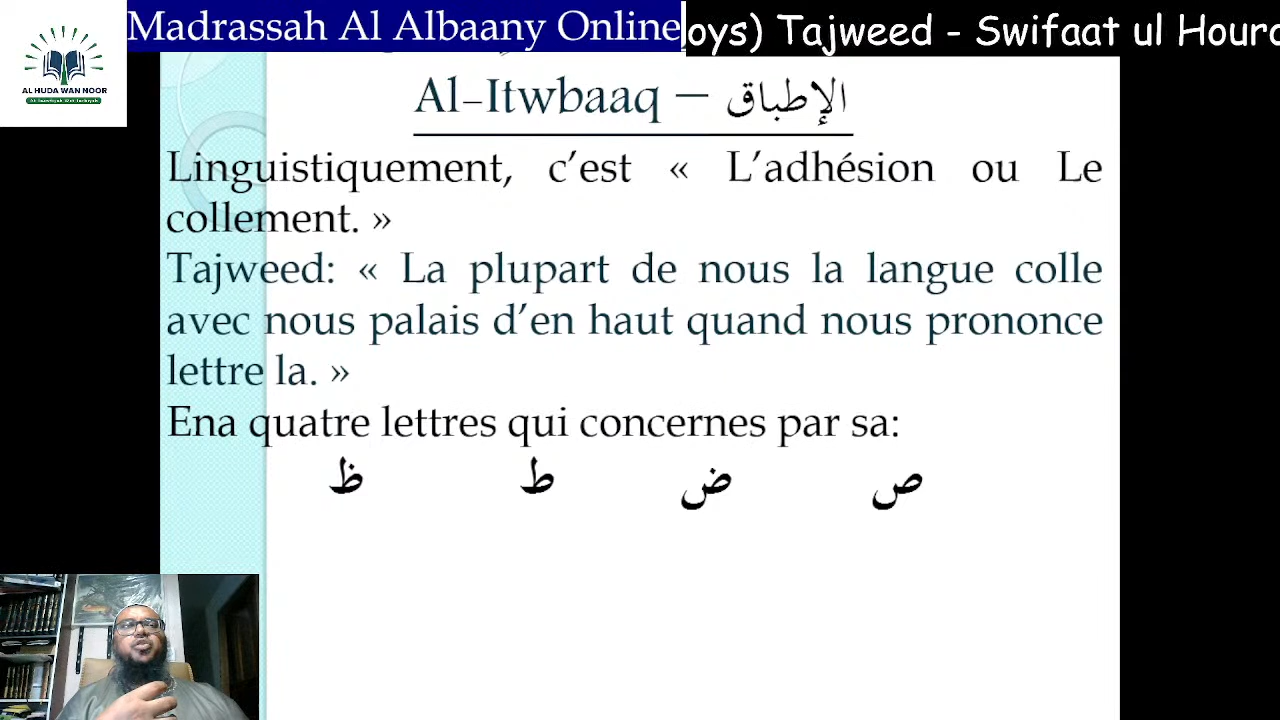 Madrassah Al Albaany Online
oys) Tajweed - Swifaat ul Houro
AL HUDA WAN NOOR
Al-Itwbaaq – الإطباق
Linguistiquement, c’est « L’adhésion ou Le
collement. »
Tajweed: « La plupart de nous la langue colle
avec nous palais d’en haut quand nous prononce
lettre la. »
Ena quatre lettres qui concernes par sa:
ص ض ط ظ